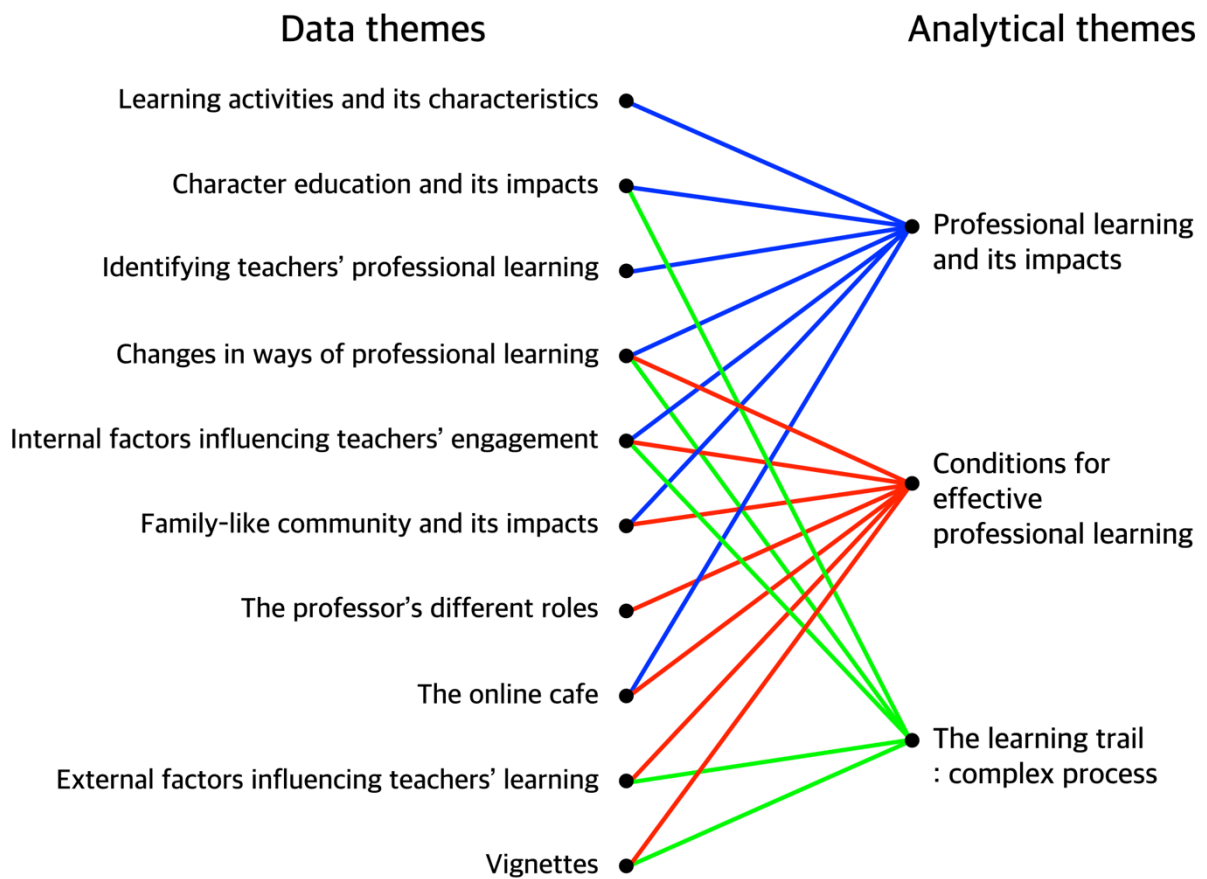 Data themes
Analytical themes
Learning activities and its characteristics
Character education and its impacts
Identifying teachers’ professional learning
Changes in ways of professional learning
Internal factors influencing teachers’ engagement
Family-like community and its impacts
The professor’s different roles
The online cafe
External factors influencing teachers’ learning
Vignettes
Professional learning
and its impacts
Conditions for
effective
professional learning
The learning trail
: complex process